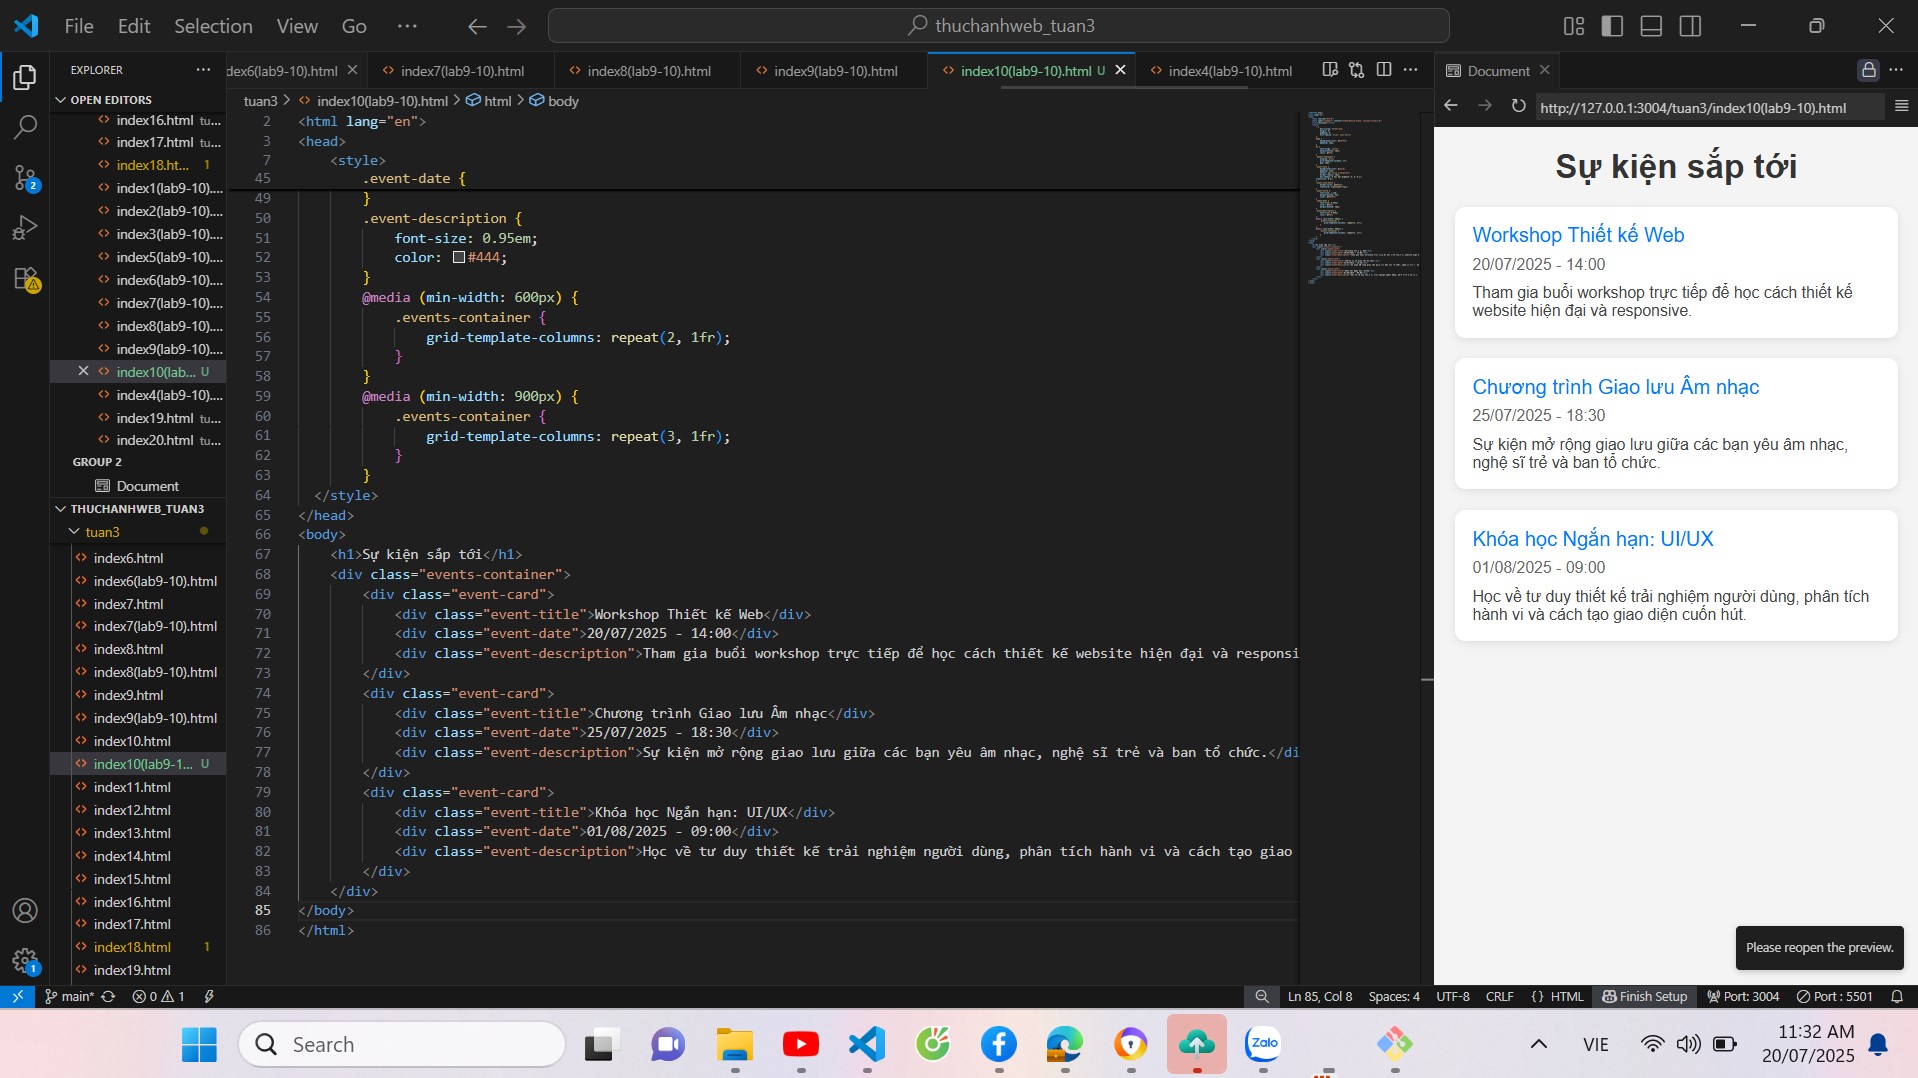 File Edit Selection View Go ··· thuchanhweb_tuan3
EXPLORER ···
OPEN EDITORS
index16.html tu...
index17.html tu...
index18.ht... 1
index1(lab9-10)....
index2(lab9-10)....
index3(lab9-10)....
index5(lab9-10)....
index6(lab9-10)....
index7(lab9-10)....
index8(lab9-10)....
index9(lab9-10)....
index10(lab... U
index4(lab9-10)....
index19.html tu...
index20.html tu...
GROUP 2
Document
THUCHANHWEB_TUAN3
tuan3
index6.html
index6(lab9-10).html
index7.html
index7(lab9-10).html
index8.html
index8(lab9-10).html
index9.html
index9(lab9-10).html
index10.html
index10(lab9-1... U
index11.html
index12.html
index13.html
index14.html
index15.html
index16.html
index17.html
index18.html 1
index19.html
2
1
dex6(lab9-10).html index7(lab9-10).html index8(lab9-10).html index9(lab9-10).html index10(lab9-10).html U index4(lab9-10).html ···
tuan3 > index10(lab9-10).html > html > body
2 <html lang="en">
3 <head>
7 <style>
45 .event-date {
49 }
50 .event-description {
51 font-size: 0.95em;
52 color: #444;
53 }
54 @media (min-width: 600px) {
55 .events-container {
56 grid-template-columns: repeat(2, 1fr);
57 }
58 }
59 @media (min-width: 900px) {
60 .events-container {
61 grid-template-columns: repeat(3, 1fr);
62 }
63 }
64 </style>
65 </head>
66 <body>
67 <h1>Sự kiện sắp tới</h1>
68 <div class="events-container">
69 <div class="event-card">
70 <div class="event-title">Workshop Thiết kế Web</div>
71 <div class="event-date">20/07/2025 - 14:00</div>
72 <div class="event-description">Tham gia buổi workshop trực tiếp để học cách thiết kế website hiện đại và responsi
73 </div>
74 <div class="event-card">
75 <div class="event-title">Chương trình Giao lưu Âm nhạc</div>
76 <div class="event-date">25/07/2025 - 18:30</div>
77 <div class="event-description">Sự kiện mở rộng giao lưu giữa các bạn yêu âm nhạc, nghệ sĩ trẻ và ban tổ chức.</di
78 </div>
79 <div class="event-card">
80 <div class="event-title">Khóa học Ngắn hạn: UI/UX</div>
81 <div class="event-date">01/08/2025 - 09:00</div>
82 <div class="event-description">Học về tư duy thiết kế trải nghiệm người dùng, phân tích hành vi và cách tạo giao
83 </div>
84 </div>
85 </body>
86 </html>
Document ···
http://127.0.0.1:3004/tuan3/index10(lab9-10).html
Sự kiện sắp tới
Workshop Thiết kế Web
20/07/2025 - 14:00
Tham gia buổi workshop trực tiếp để học cách thiết kế
website hiện đại và responsive.
Chương trình Giao lưu Âm nhạc
25/07/2025 - 18:30
Sự kiện mở rộng giao lưu giữa các bạn yêu âm nhạc,
nghệ sĩ trẻ và ban tổ chức.
Khóa học Ngắn hạn: UI/UX
01/08/2025 - 09:00
Học về tư duy thiết kế trải nghiệm người dùng, phân tích
hành vi và cách tạo giao diện cuốn hút.
Please reopen the preview.
main* 0 1 Ln 85, Col 8 Spaces: 4 UTF-8 CRLF {} HTML Finish Setup Port: 3004 Port : 5501
Search Zalo VIE 11:32 AM
20/07/2025